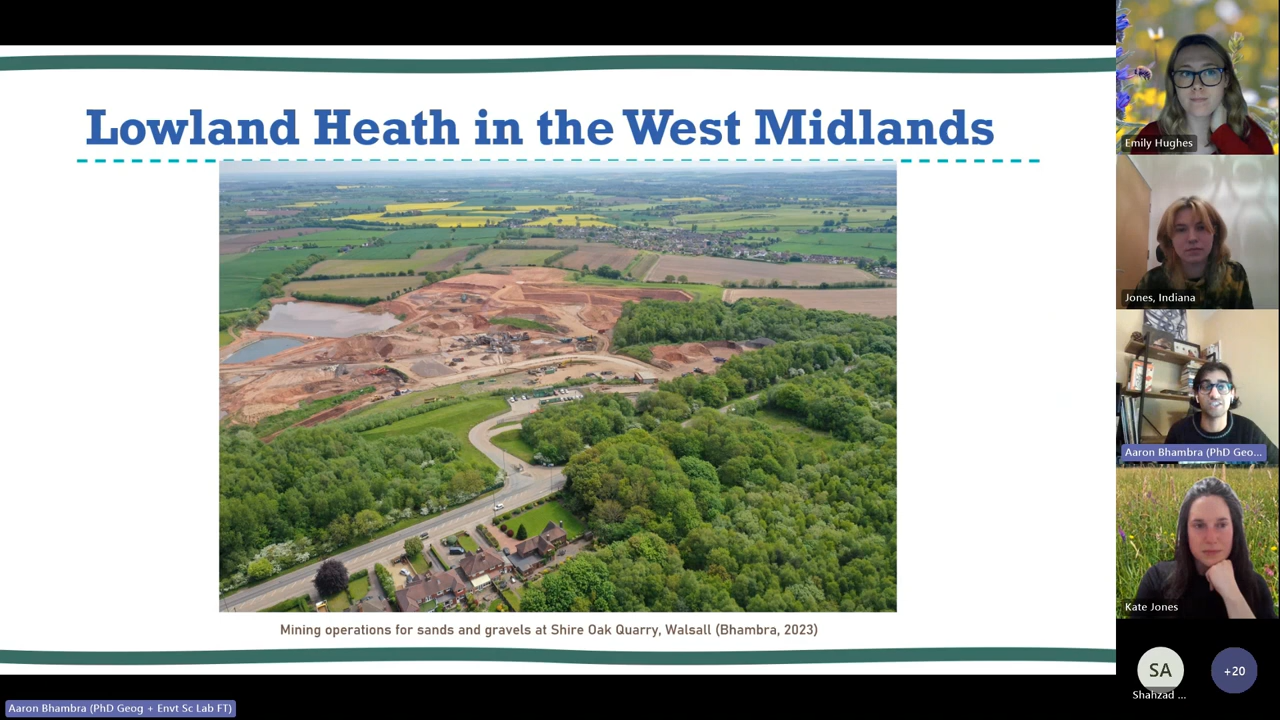 Lowland Heath in the West Midlands
Mining operations for sands and gravels at Shire Oak Quarry, Walsall (Bhambra, 2023)
Emily Hughes
Jones, Indiana
Aaron Bhambra (PhD Geo...
Kate Jones
SA
Shahzad ...
+20
Aaron Bhambra (PhD Geog + Envt Sc Lab FT)